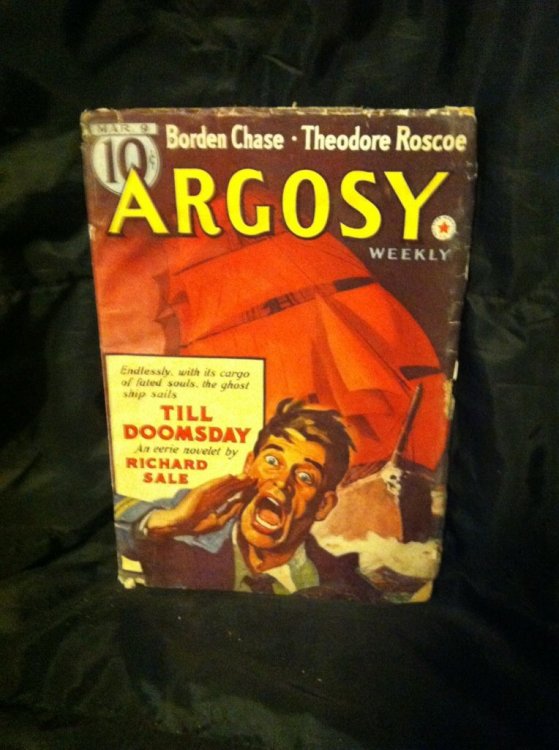 MAR. 9
10¢
Borden Chase · Theodore Roscoe
ARGOSY
WEEKLY
Endlessly, with its cargo
of fated souls, the ghost
ship sails
TILL
DOOMSDAY
An eerie novelet by
RICHARD
SALE